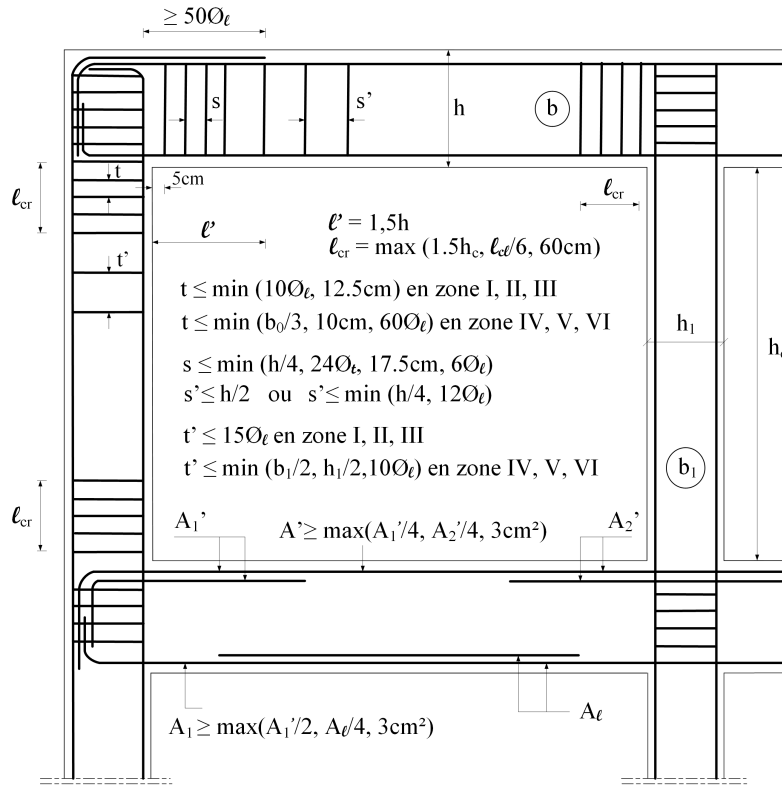 ≥ 50Øℓ
s
s’
h
b
t
5cm
ℓcr
ℓcr
ℓ’
ℓ’ = 1,5h
ℓcr = max (1.5hc, ℓcℓ/6, 60cm)
t’
t ≤ min (10Øℓ, 12.5cm) en zone I, II, III
t ≤ min (b₀/3, 10cm, 60Øℓ) en zone IV, V, VI
h₁
s ≤ min (h/4, 24Øt, 17.5cm, 6Øℓ)
s’ ≤ h/2 ou s’ ≤ min (h/4, 12Øℓ)
t’ ≤ 15Øℓ en zone I, II, III
t’ ≤ min (b₁/2, h₁/2,10Øℓ) en zone IV, V, VI
b₁
ℓcr
A₁’
A’ ≥ max(A₁’/4, A₂’/4, 3cm²)
A₂’
A₁ ≥ max(A₁’/2, Aℓ/4, 3cm²)
Aℓ